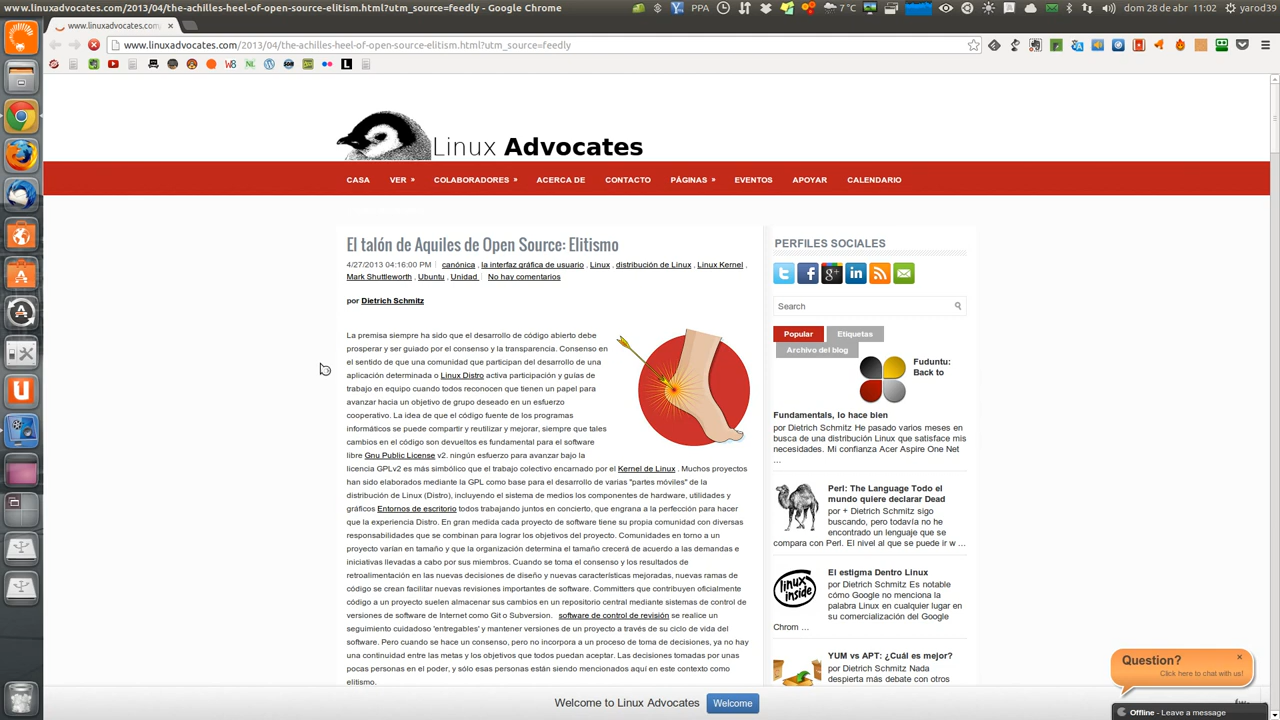 www.linuxadvocates.com/2013/04/the-achilles-heel-of-open-source-elitism.html?utm_source=feedly - Google Chrome
PPA
7°C
dom 28 de abr 11:02
yarod39
www.linuxadvocates.com
www.linuxadvocates.com/2013/04/the-achilles-heel-of-open-source-elitism.html?utm_source=feedly
Linux Advocates
CASA VER » COLABORADORES » ACERCA DE CONTACTO PÁGINAS » EVENTOS APOYAR CALENDARIO
El talón de Aquiles de Open Source: Elitismo
4/27/2013 04:16:00 PM canónica , la interfaz gráfica de usuario , Linux , distribución de Linux , Linux Kernel ,
Mark Shuttleworth , Ubuntu , Unidad No hay comentarios
por Dietrich Schmitz
La premisa siempre ha sido que el desarrollo de código abierto debe
prosperar y ser guiado por el consenso y la transparencia. Consenso en
el sentido de que una comunidad que participan del desarrollo de una
aplicación determinada o Linux Distro activa participación y guías de
trabajo en equipo cuando todos reconocen que tienen un papel para
avanzar hacia un objetivo de grupo deseado en un esfuerzo
cooperativo. La idea de que el código fuente de los programas
informáticos se puede compartir y reutilizar y mejorar, siempre que tales
cambios en el código son devueltos es fundamental para el software
libre Gnu Public License v2. ningún esfuerzo para avanzar bajo la
licencia GPLv2 es más simbólico que el trabajo colectivo encarnado por el Kernel de Linux . Muchos proyectos
han sido elaborados mediante la GPL como base para el desarrollo de varias "partes móviles" de la
distribución de Linux (Distro), incluyendo el sistema de medios los componentes de hardware, utilidades y
gráficos Entornos de escritorio todos trabajando juntos en concierto, que engrana a la perfección para hacer
que la experiencia Distro. En gran medida cada proyecto de software tiene su propia comunidad con diversas
responsabilidades que se combinan para lograr los objetivos del proyecto. Comunidades en torno a un
proyecto varían en tamaño y que la organización determina el tamaño crecerá de acuerdo a las demandas e
iniciativas llevadas a cabo por sus miembros. Cuando se toma el consenso y los resultados de
retroalimentación en las nuevas decisiones de diseño y nuevas características mejoradas, nuevas ramas de
código se crean facilitar nuevas revisiones importantes de software. Committers que contribuyen oficialmente
código a un proyecto suelen almacenar sus cambios en un repositorio central mediante sistemas de control de
versiones de software de Internet como Git o Subversion. software de control de revisión se realice un
seguimiento cuidadoso 'entregables' y mantener versiones de un proyecto a través de su ciclo de vida del
software. Pero cuando se hace un consenso, pero no incorpora a un proceso de toma de decisiones, ya no hay
una continuidad entre las metas y los objetivos que todos puedan aceptar. Las decisiones tomadas por unas
pocas personas en el poder, y sólo esas personas están siendo mencionados aquí en este contexto como
elitismo.
PERFILES SOCIALES
Search
Popular Etiquetas
Archivo del blog
Fuduntu:
Back to
Fundamentals, lo hace bien
por Dietrich Schmitz He pasado varios meses en
busca de una distribución Linux que satisface mis
necesidades. Mi confianza Acer Aspire One Net
...
Perl: The Language Todo el
mundo quiere declarar Dead
por + Dietrich Schmitz sigo
buscando, pero todavía no he
encontrado un lenguaje que se
compara con Perl. El nivel al que se puede ir w ...
linux inside
El estigma Dentro Linux
por Dietrich Schmitz Es notable
cómo Google no menciona la
palabra Linux en cualquier lugar en
su comercialización del Google
Chrom ...
YUM vs APT: ¿Cuál es mejor?
por Dietrich Schmitz Nada
despierta más debate con otros
Question?
Click here to chat with us!
Welcome to Linux Advocates Welcome
Offline - Leave a message